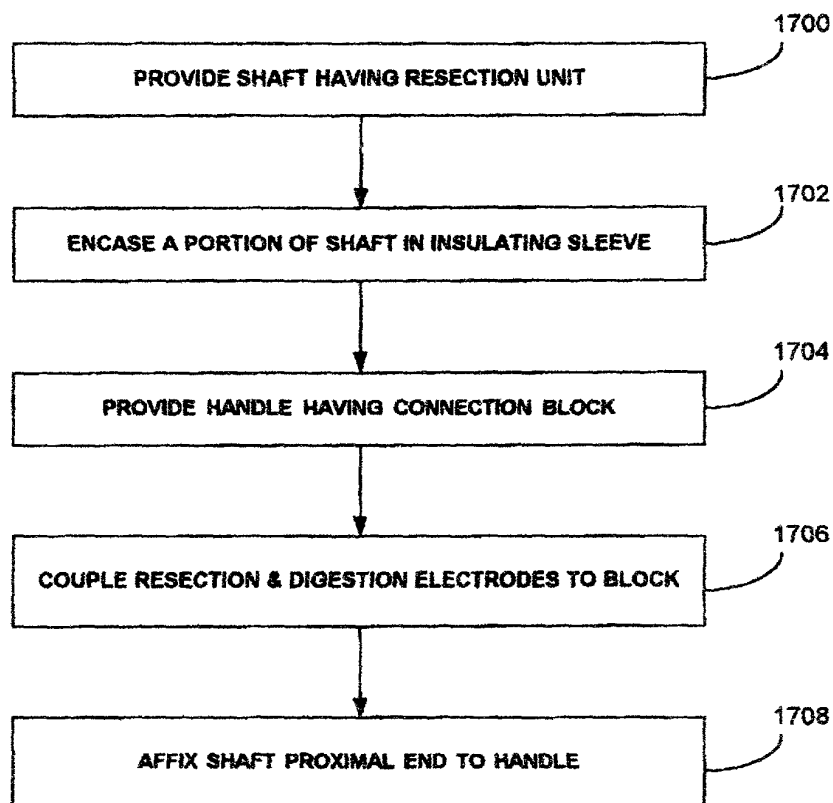 1700
PROVIDE SHAFT HAVING RESECTION UNIT
1702
ENCASE A PORTION OF SHAFT IN INSULATING SLEEVE
1704
PROVIDE HANDLE HAVING CONNECTION BLOCK
1706
COUPLE RESECTION & DIGESTION ELECTRODES TO BLOCK
1708
AFFIX SHAFT PROXIMAL END TO HANDLE